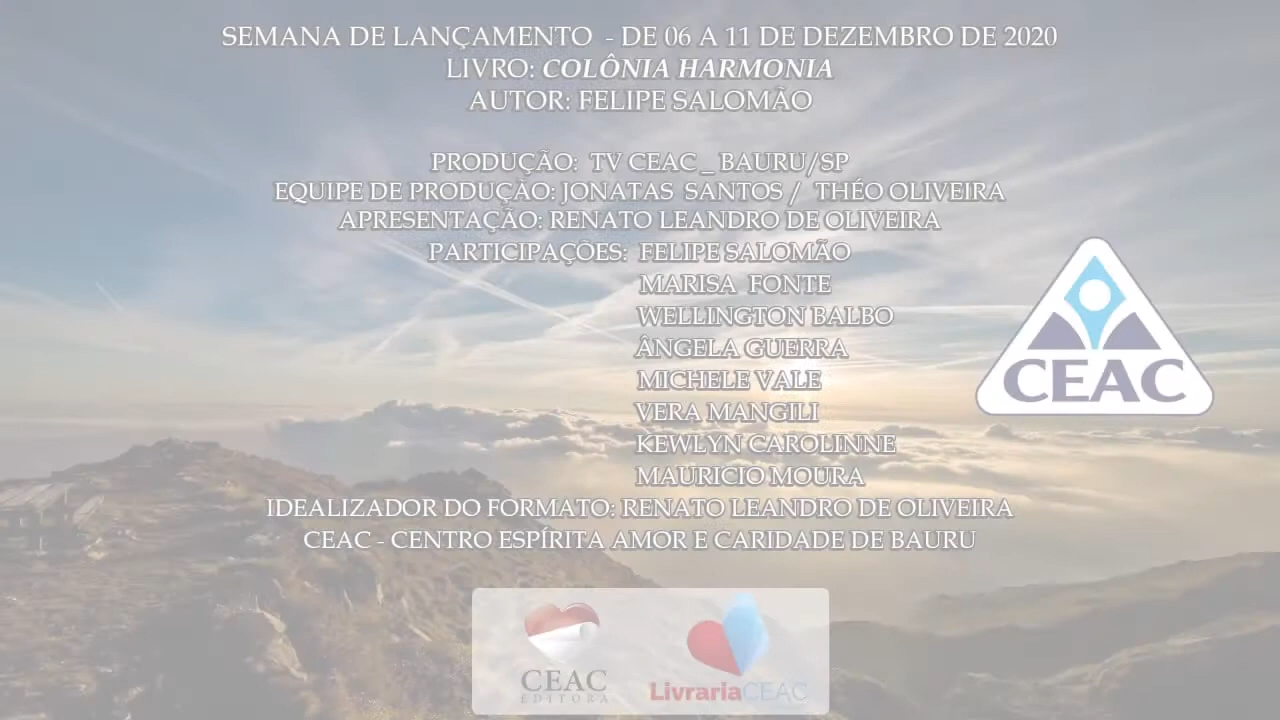 SEMANA DE LANÇAMENTO - DE 06 A 11 DE DEZEMBRO DE 2020
LIVRO: COLÔNIA HARMONIA
AUTOR: FELIPE SALOMÃO
PRODUÇÃO: TV CEAC _ BAURU/SP
EQUIPE DE PRODUÇÃO: JONATAS SANTOS / THÉO OLIVEIRA
APRESENTAÇÃO: RENATO LEANDRO DE OLIVEIRA
PARTICIPAÇÕES: FELIPE SALOMÃO
MARISA FONTE
WELLINGTON BALBO
ÂNGELA GUERRA
MICHELE VALE
VERA MANGILI
KEWLYN CAROLINNE
MAURICIO MOURA
IDEALIZADOR DO FORMATO: RENATO LEANDRO DE OLIVEIRA
CEAC - CENTRO ESPÍRITA AMOR E CARIDADE DE BAURU
CEAC
CEAC
EDITORA
LivrariaCEAC